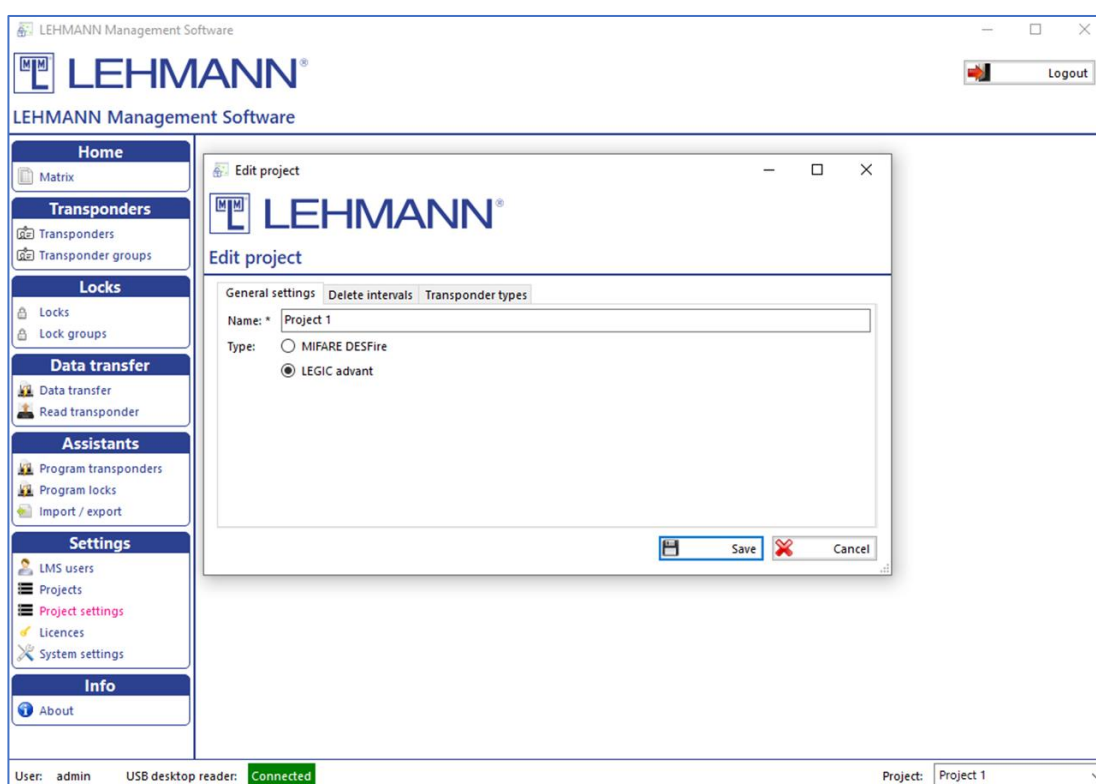 LEHMANN Management Software
MM L LEHMANN®
Logout
LEHMANN Management Software
Home
Matrix
Transponders
Transponders
Transponder groups
Locks
Locks
Lock groups
Data transfer
Data transfer
Read transponder
Assistants
Program transponders
Program locks
Import / export
Settings
LMS users
Projects
Project settings
Licences
System settings
Info
About
Edit project
MM L LEHMANN®
Edit project
General settings Delete intervals Transponder types
Name: * Project 1
Type: MIFARE DESFire
LEGIC advant
Save Cancel
User: admin USB desktop reader: Connected Project: Project 1